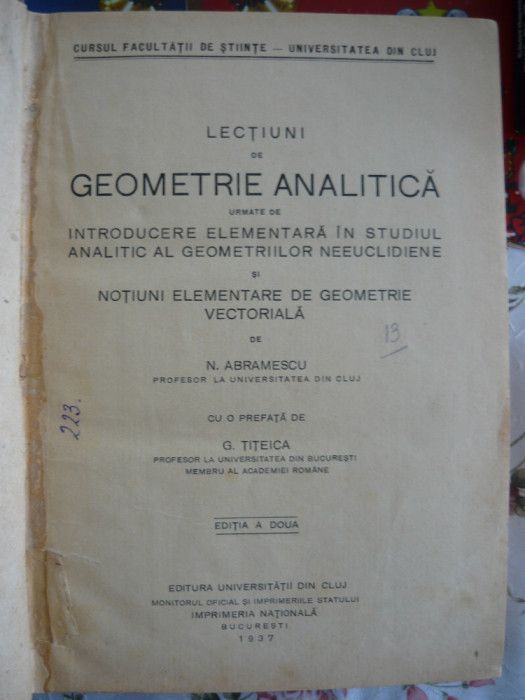 CURSUL FACULTĂȚII DE ȘTIINȚE — UNIVERSITATEA DIN CLUJ
LECȚIUNI
DE
GEOMETRIE ANALITICĂ
URMATE DE
INTRODUCERE ELEMENTARĂ ÎN STUDIUL
ANALITIC AL GEOMETRIILOR NEEUCLIDIENE
ȘI
NOȚIUNI ELEMENTARE DE GEOMETRIE
VECTORIALĂ
DE
13
N. ABRAMESCU
PROFESOR LA UNIVERSITATEA DIN CLUJ
223.
CU O PREFAȚĂ DE
G. ȚIȚEICA
PROFESOR LA UNIVERSITATEA DIN BUCUREȘTI
MEMBRU AL ACADEMIEI ROMÂNE
EDIȚIA A DOUA
EDITURA UNIVERSITĂȚII DIN CLUJ
MONITORUL OFICIAL ȘI IMPRIMERIILE STATULUI
IMPRIMERIA NAȚIONALĂ
BUCUREȘTI
1937